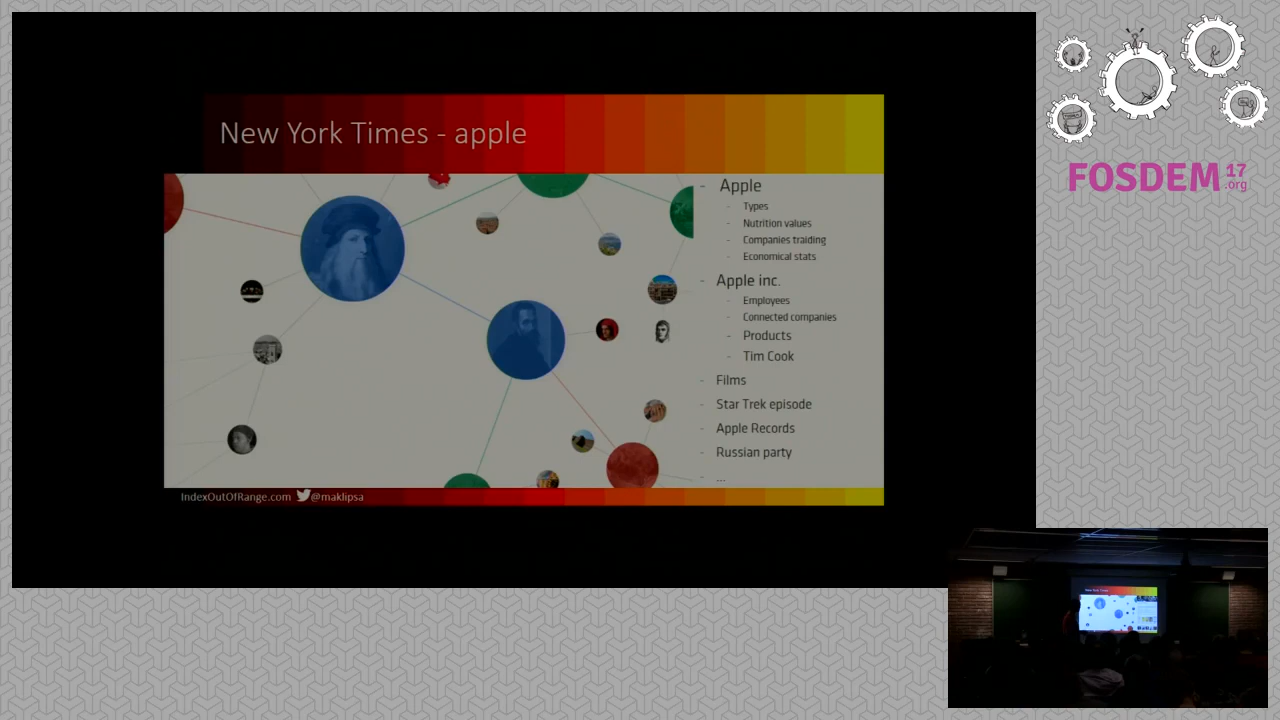 New York Times - apple
- Apple
- Types
- Nutrition values
- Companies traiding
- Economical stats
- Apple inc.
- Employees
- Connected companies
- Products
- Tim Cook
- Films
- Star Trek episode
- Apple Records
- Russian party
- ...
IndexOutOfRange.com @maklipsa
FOSDEM 17 .org